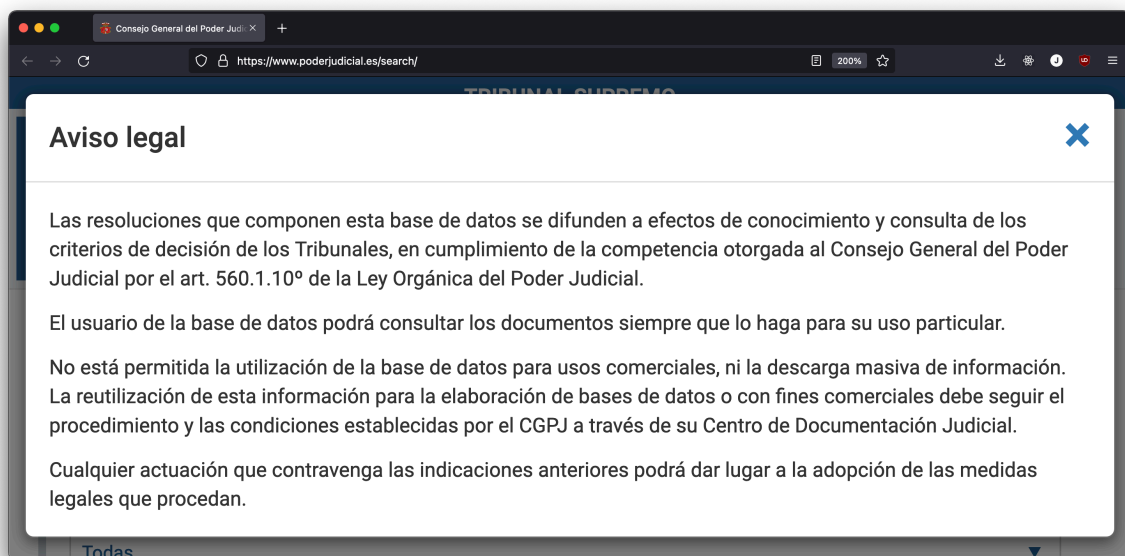 Consejo General del Poder Judic
https://www.poderjudicial.es/search/
200%
J
TRIBUNAL SUPREMO
Aviso legal
Las resoluciones que componen esta base de datos se difunden a efectos de conocimiento y consulta de los
criterios de decisión de los Tribunales, en cumplimiento de la competencia otorgada al Consejo General del Poder
Judicial por el art. 560.1.10º de la Ley Orgánica del Poder Judicial.
El usuario de la base de datos podrá consultar los documentos siempre que lo haga para su uso particular.
No está permitida la utilización de la base de datos para usos comerciales, ni la descarga masiva de información.
La reutilización de esta información para la elaboración de bases de datos o con fines comerciales debe seguir el
procedimiento y las condiciones establecidas por el CGPJ a través de su Centro de Documentación Judicial.
Cualquier actuación que contravenga las indicaciones anteriores podrá dar lugar a la adopción de las medidas
legales que procedan.
Todas